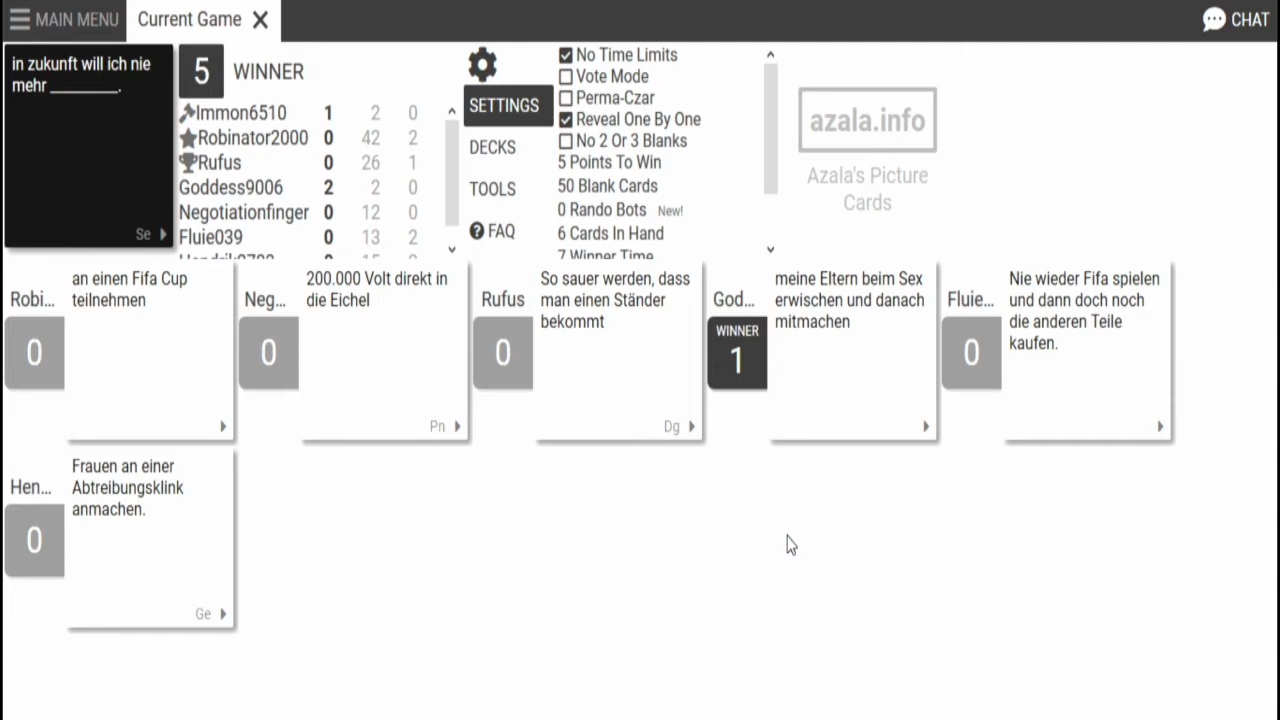 MAIN MENU
Current Game
CHAT
in zukunft will ich nie
mehr ________.
Se
5 WINNER
Immon6510 1 2 0
Robinator2000 0 42 2
Rufus 0 26 1
Goddess9006 2 2 0
Negotiationfinger 0 12 0
Fluie039 0 13 2
SETTINGS
DECKS
TOOLS
FAQ
No Time Limits
Vote Mode
Perma-Czar
Reveal One By One
No 2 Or 3 Blanks
5 Points To Win
50 Blank Cards
0 Rando Bots New!
6 Cards In Hand
7 Winner Time
azala.info
Azala's Picture
Cards
Robi...
0
an einen Fifa Cup
teilnehmen
Neg...
0
200.000 Volt direkt in
die Eichel
Pn
Rufus
0
So sauer werden, dass
man einen Ständer
bekommt
Dg
God...
WINNER
1
meine Eltern beim Sex
erwischen und danach
mitmachen
Fluie...
0
Nie wieder Fifa spielen
und dann doch noch
die anderen Teile
kaufen.
Hen...
0
Frauen an einer
Abtreibungsklink
anmachen.
Ge